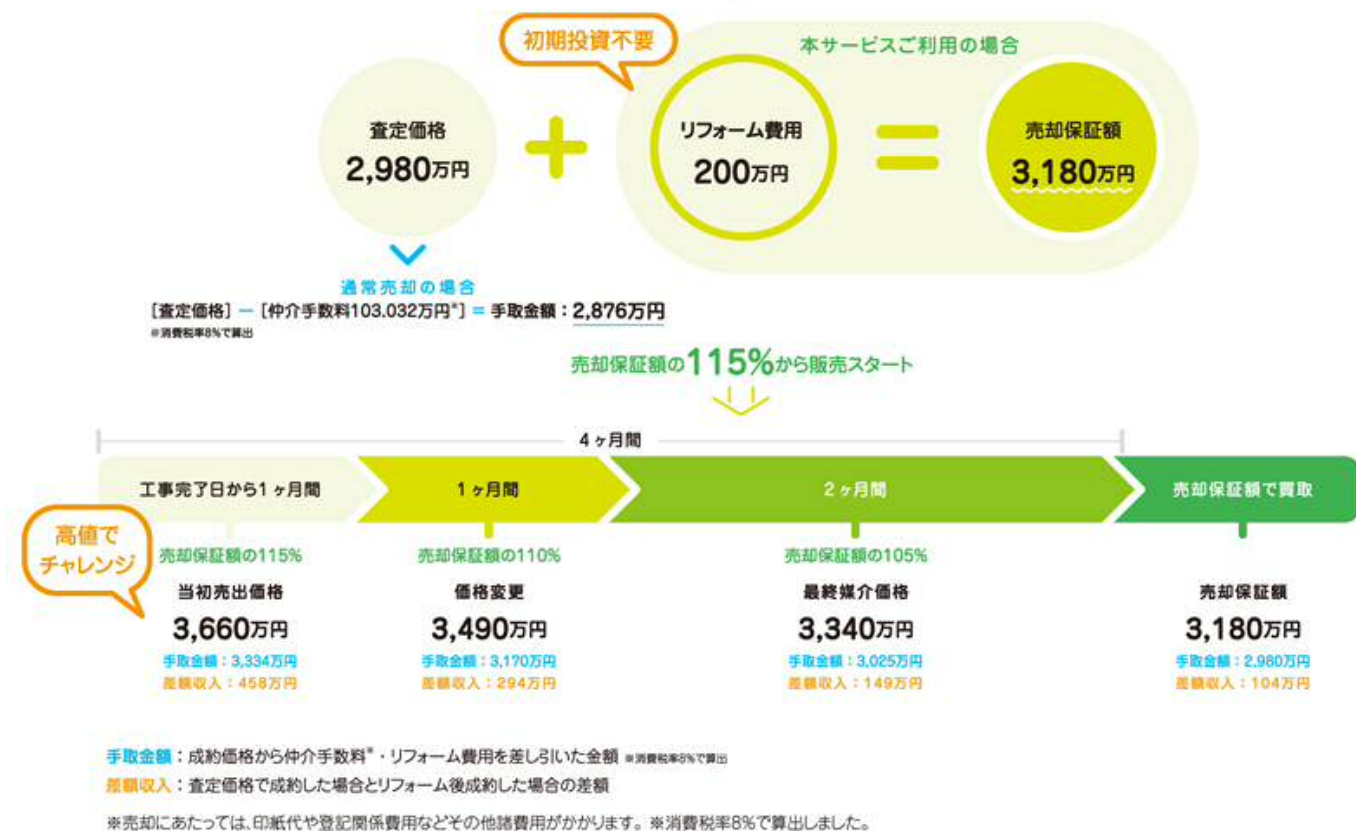 初期投資不要
本サービスご利用の場合
査定価格
2,980万円
リフォーム費用
200万円
売却保証額
3,180万円
通常売却の場合
[査定価格] − [仲介手数料103.032万円※] = 手取金額：2,876万円
※消費税率8%で算出
売却保証額の115%から販売スタート
4ヶ月間
工事完了日から1ヶ月間
1ヶ月間
2ヶ月間
売却保証額で買取
高値で
チャレンジ
売却保証額の115%
当初売出価格
3,660万円
手取金額：3,334万円
差額収入：458万円
売却保証額の110%
価格変更
3,490万円
手取金額：3,170万円
差額収入：294万円
売却保証額の105%
最終媒介価格
3,340万円
手取金額：3,025万円
差額収入：149万円
売却保証額
3,180万円
手取金額：2,980万円
差額収入：104万円
手取金額：成約価格から仲介手数料※・リフォーム費用を差し引いた金額 ※消費税率8%で算出
差額収入：査定価格で成約した場合とリフォーム後成約した場合の差額
※売却にあたっては、印紙代や登記関係費用などその他諸費用がかかります。※消費税率8%で算出しました。